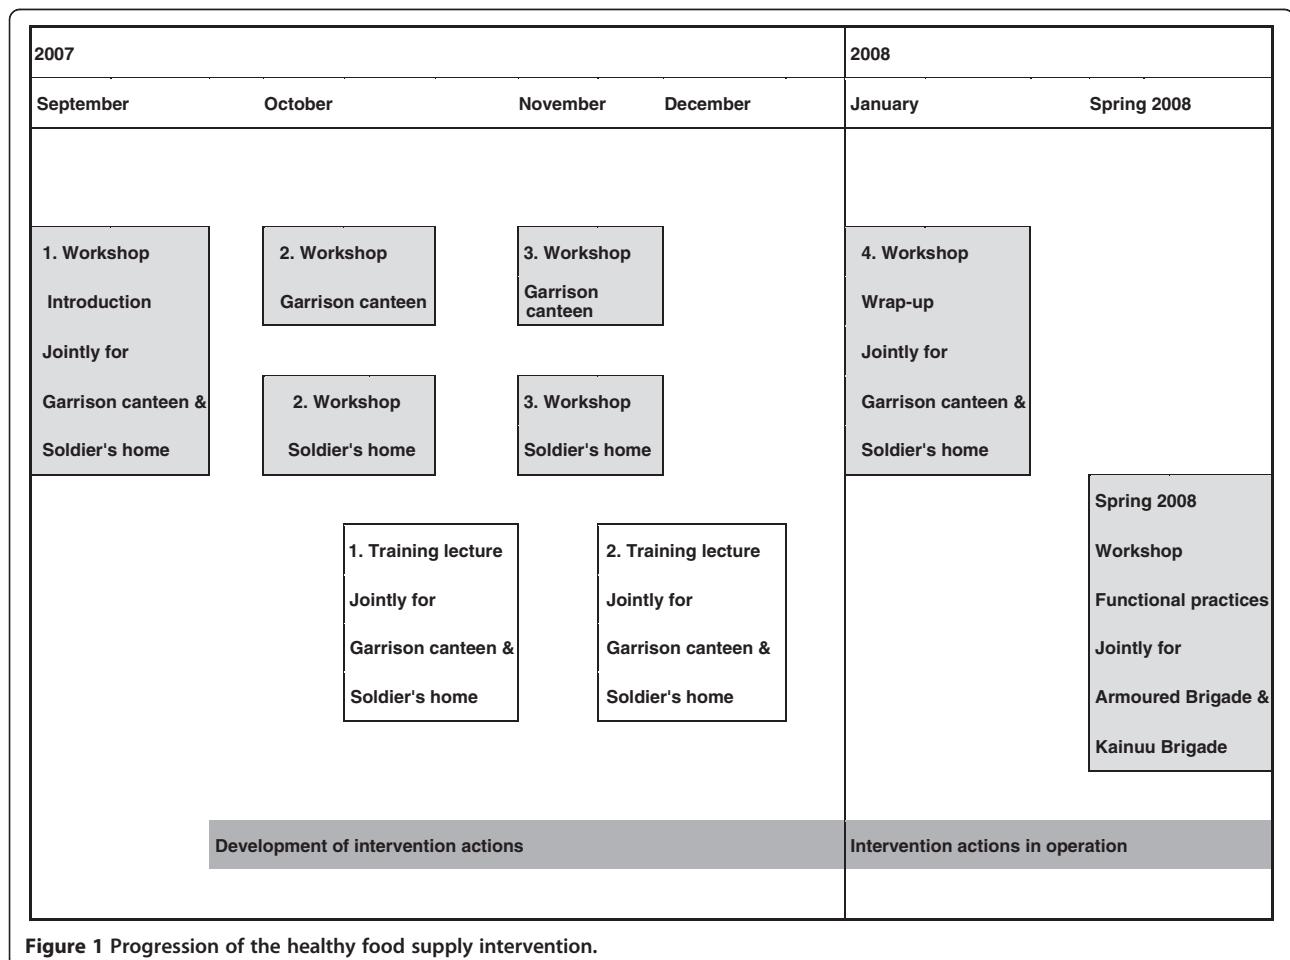 2007
2008
September
October
November
December
January
Spring 2008
1. Workshop
Introduction
Jointly for
Garrison canteen &
Soldier's home
2. Workshop
Garrison canteen
2. Workshop
Soldier's home
3. Workshop
Garrison
canteen
3. Workshop
Soldier's home
1. Training lecture
Jointly for
Garrison canteen &
Soldier's home
2. Training lecture
Jointly for
Garrison canteen &
Soldier's home
4. Workshop
Wrap-up
Jointly for
Garrison canteen &
Soldier's home
Spring 2008
Workshop
Functional practices
Jointly for
Armoured Brigade &
Kainuu Brigade
Development of intervention actions
Intervention actions in operation
Figure 1 Progression of the healthy food supply intervention.